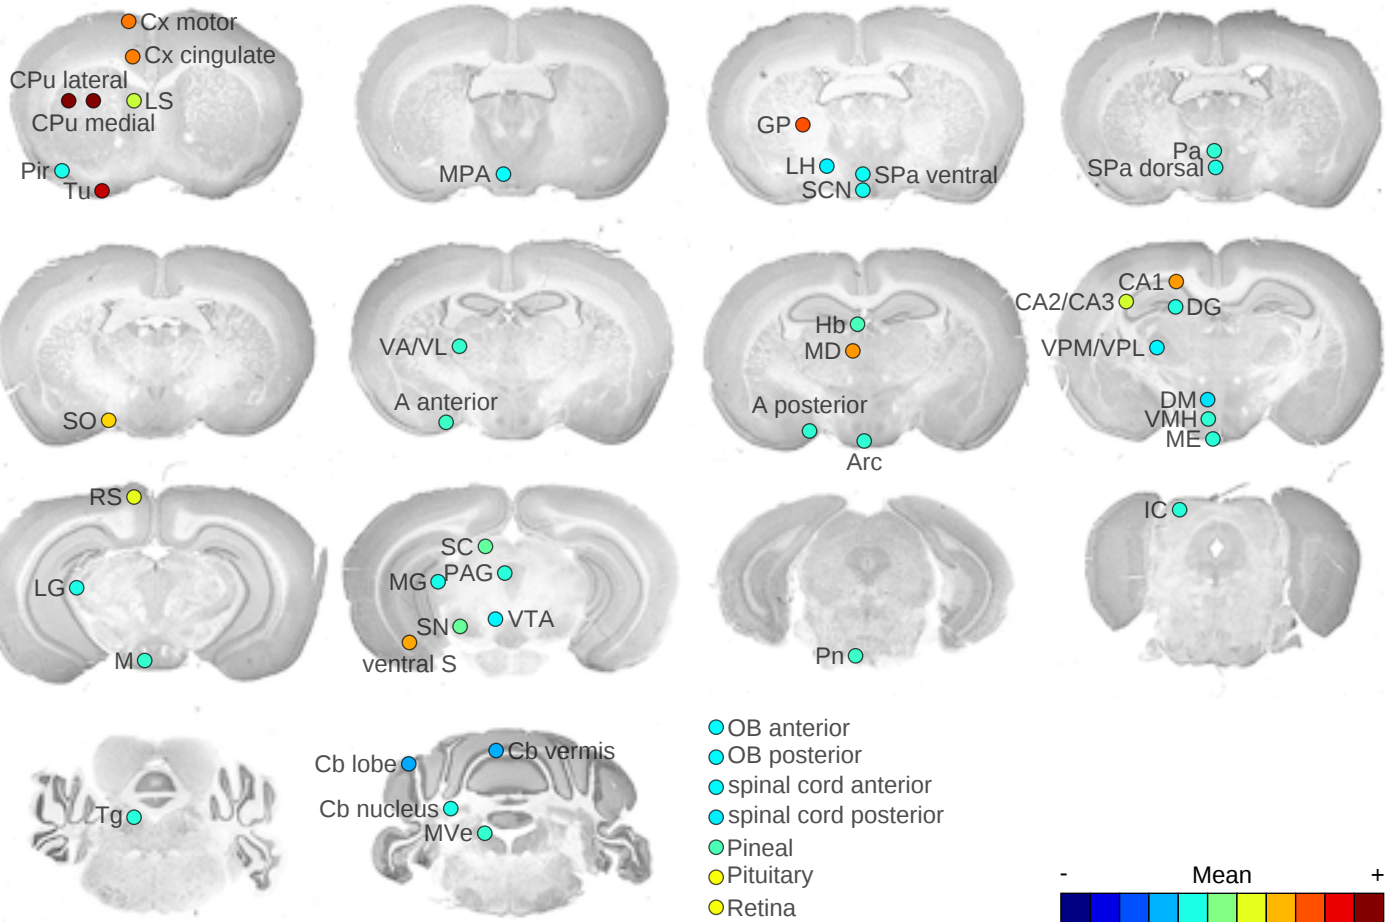 Cx motor
Cx cingulate
CPu lateral
LS
CPu medial
Pir
Tu
MPA
GP
LH
SPa ventral
SCN
Pa
SPa dorsal
SO
VA/VL
A anterior
Hb
MD
A posterior
Arc
CA1
CA2/CA3
DG
VPM/VPL
DM
VMH
ME
RS
LG
M
SC
MG
PAG
SN
VTA
ventral S
Pn
IC
Tg
Cb lobe
Cb vermis
Cb nucleus
MVe
OB anterior
OB posterior
spinal cord anterior
spinal cord posterior
Pineal
Pituitary
Retina
- Mean +